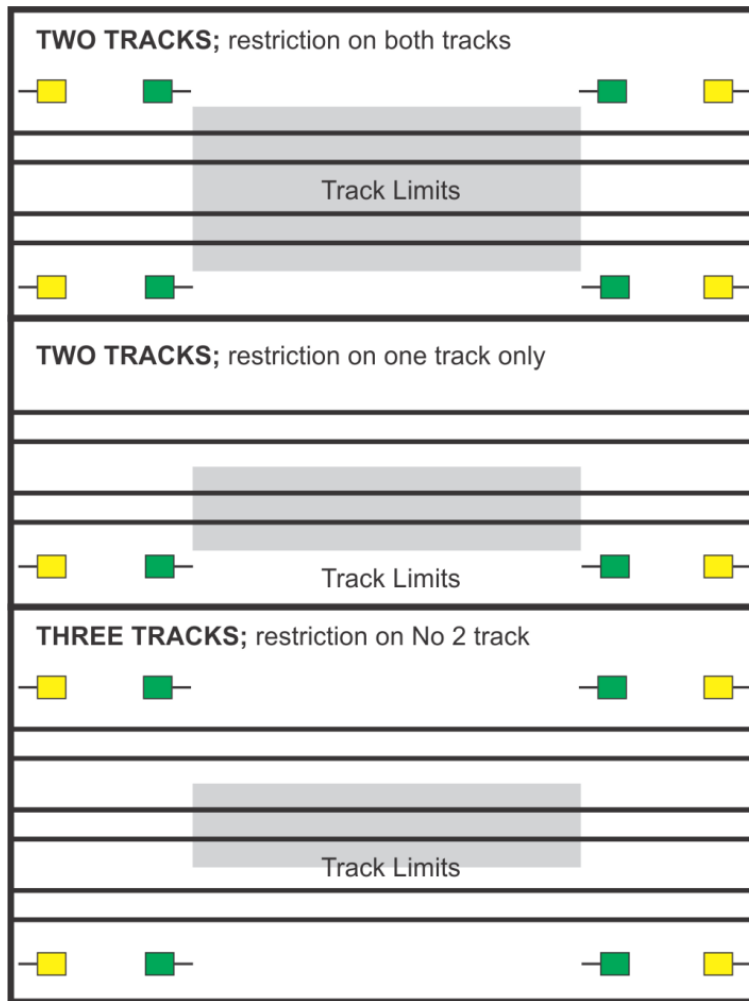 TWO TRACKS; restriction on both tracks
Track Limits
TWO TRACKS; restriction on one track only
Track Limits
THREE TRACKS; restriction on No 2 track
Track Limits